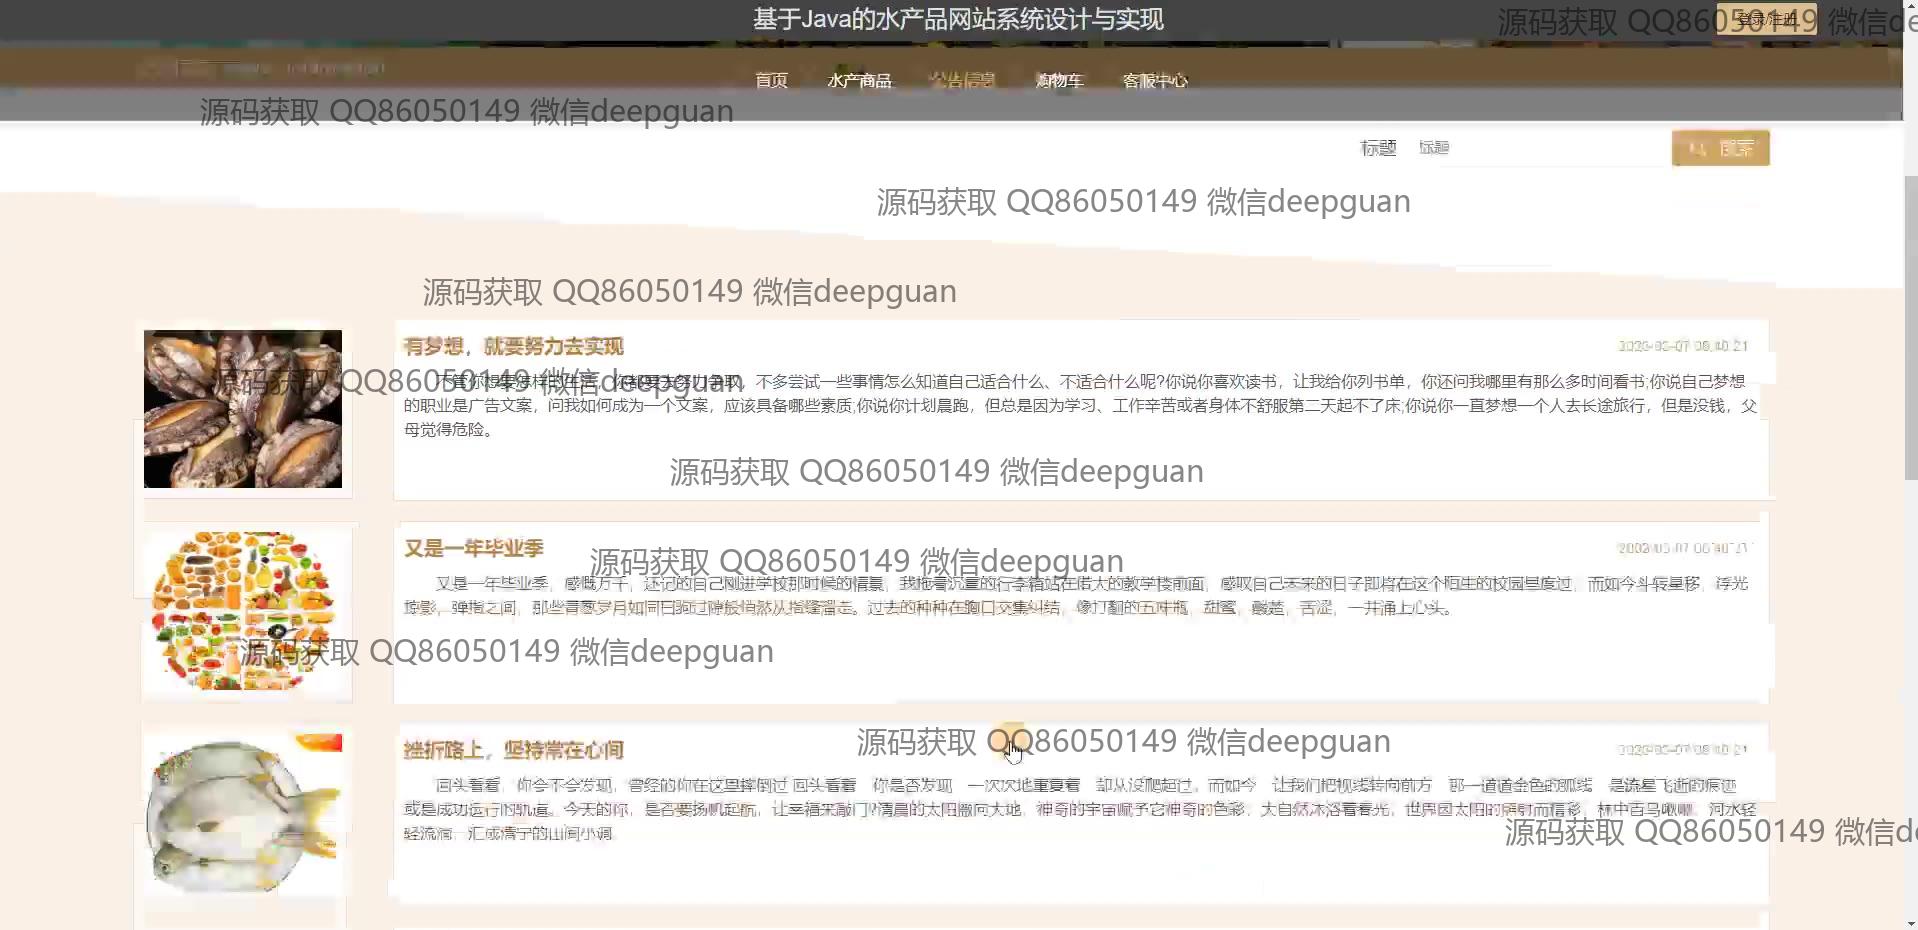 基于Java的水产品网站系统设计与实现
登录/注册
源码获取 QQ86050149 微信de
首页
水产商品
公告信息
购物车
客服中心
源码获取 QQ86050149 微信deepguan
标题
标题
源码获取 QQ86050149 微信deepguan
源码获取 QQ86050149 微信deepguan
有梦想，就要努力去实现
不管你想要怎样的生活，你都要去努力争取，不多尝试一些事情怎么知道自己适合什么、不适合什么呢?你说你喜欢读书，让我给你列书单，你还问我哪里有那么多时间看书;你说自己梦想
源码获取 QQ86050149 微信deepguan
的职业是广告文案，问我如何成为一个文案，应该具备哪些素质;你说你计划晨跑，但总是因为学习、工作辛苦或者身体不舒服第二天起不了床;你说你一直梦想一个人去长途旅行，但是没钱，父
母觉得危险。
源码获取 QQ86050149 微信deepguan
又是一年毕业季
源码获取 QQ86050149 微信deepguan
又是一年毕业季，感慨万千，还记的自己刚进学校那时候的情景，我拖着沉重的行李箱站在偌大的教学楼前面，感叹自己未来的日子即将在这个陌生的校园里度过，而如今斗转星移，浮光
掠影，弹指之间，那些青葱岁月如同白驹过隙般悄然从指缝溜走。过去的种种在胸口交集纠结，像打翻的五味瓶，甜蜜，酸楚，苦涩，一并涌上心头。
源码获取 QQ86050149 微信deepguan
挫折路上，坚持常在心间
源码获取 QQ86050149 微信deepguan
回头看看，你会不会发现，曾经的你在这里摔倒过 回头看看 你是否发现 一次次地重复着 却从没爬起过。而如今 让我们把视线转向前方 那一道道金色的弧线 是流星飞逝的痕迹
或是成功运行的轨道。今天的你，是否要扬帆起航，让幸福来敲门?清晨的太阳撒向大地，神奇的宇宙赋予它神奇的色彩，大自然沐浴着春光，世界因太阳的照射而精彩，林中百鸟啾啾，河水轻
轻流淌，汇成清宁的山间小调
源码获取 QQ86050149 微信de